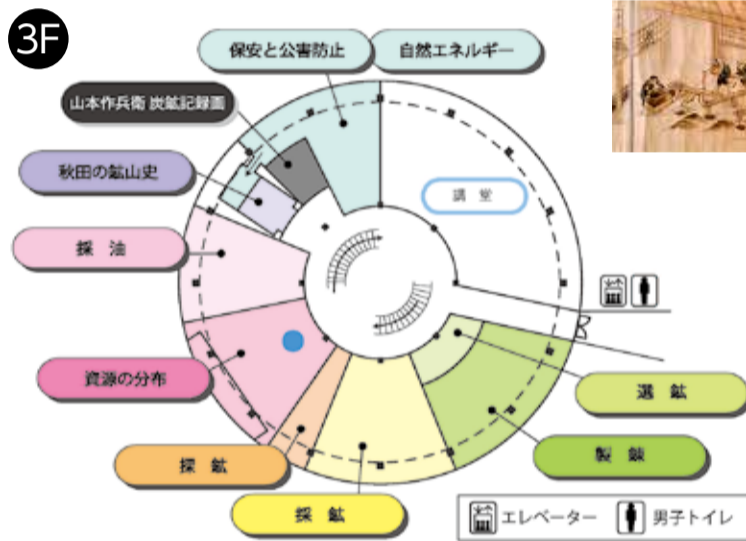 3F
保安と公害防止
自然エネルギー
山本作兵衛 炭鉱記録画
秋田の鉱山史
講 堂
採 油
資源の分布
選 鉱
探 鉱
製 錬
採 鉱
エレベーター
男子トイレ